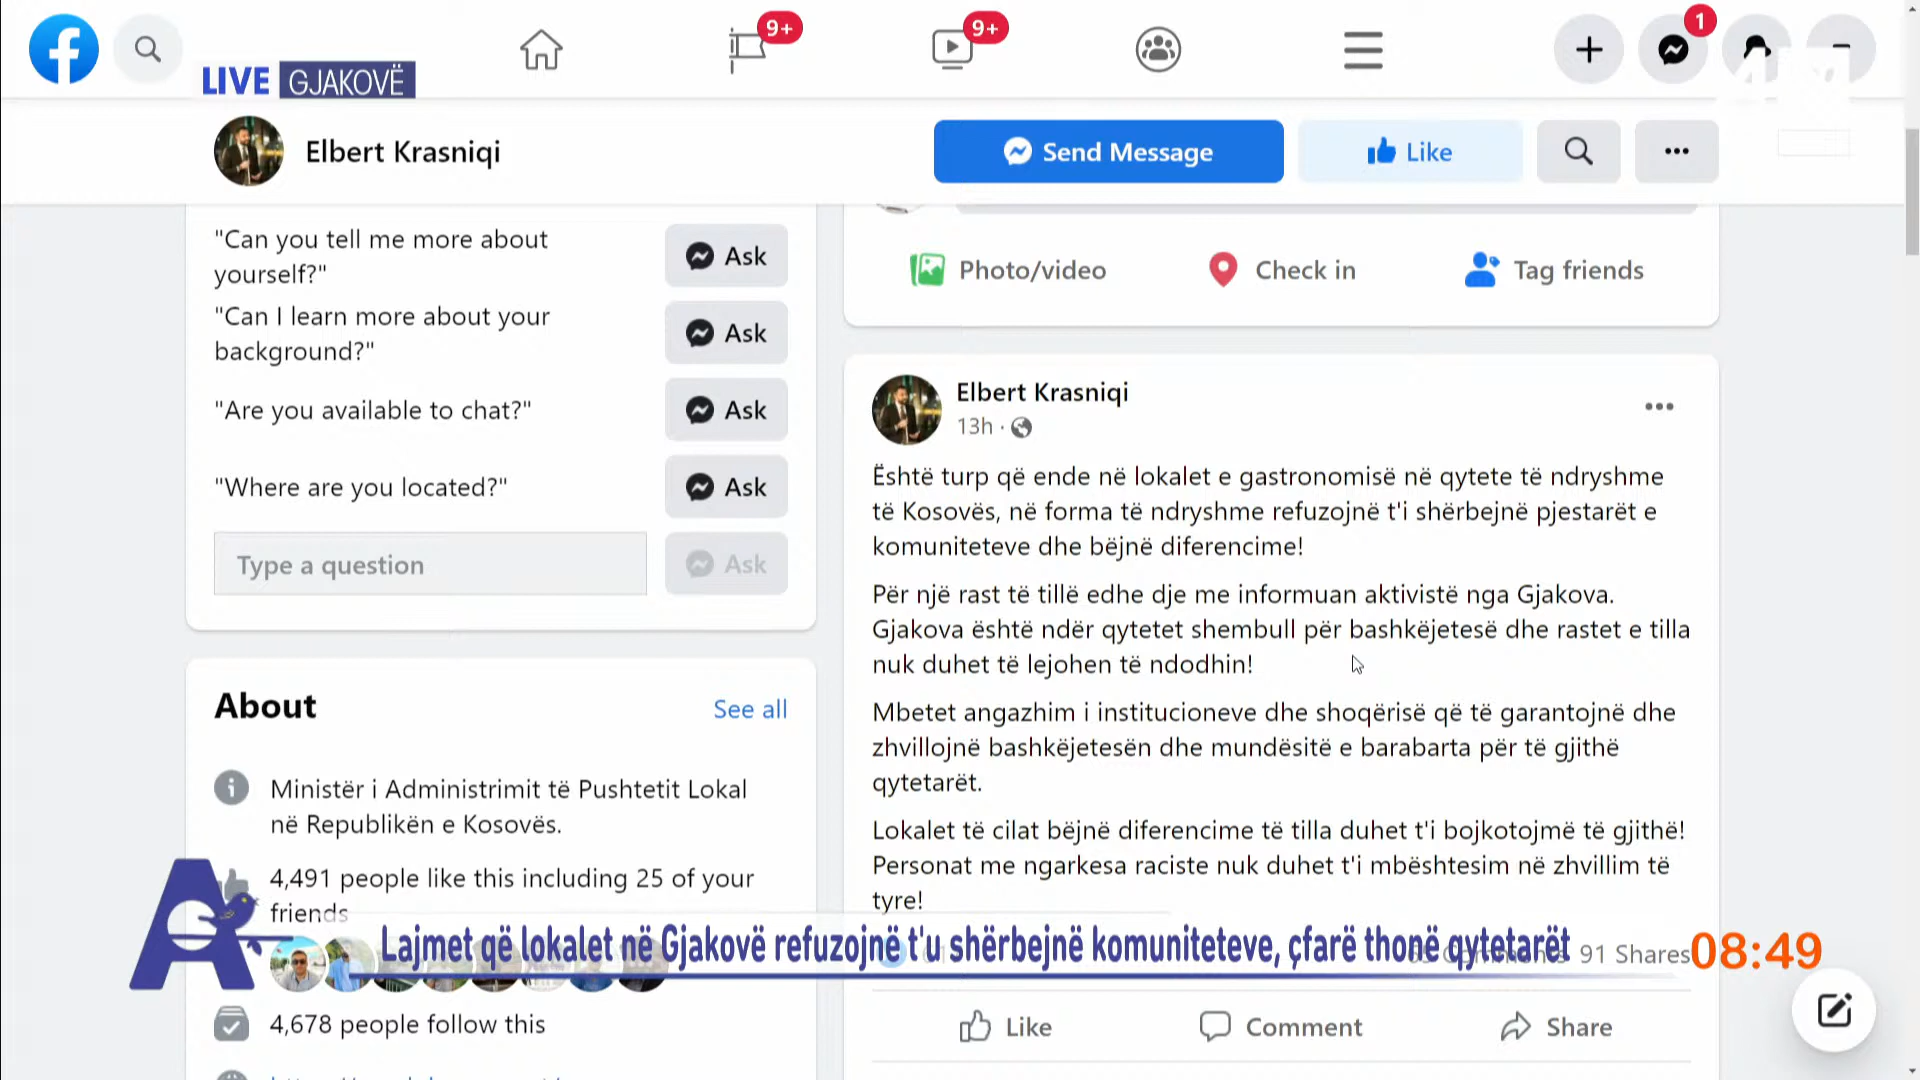 9+
9+
1
LIVE GJAKOVË
Elbert Krasniqi
Send Message
Like
"Can you tell me more about
yourself?"
Ask
"Can I learn more about your
background?"
Ask
"Are you available to chat?"
Ask
"Where are you located?"
Ask
Type a question
Ask
About
See all
Ministër i Administrimit të Pushtetit Lokal
në Republikën e Kosovës.
4,491 people like this including 25 of your
friends
4,678 people follow this
Photo/video
Check in
Tag friends
Elbert Krasniqi
13h ·
Është turp që ende në lokalet e gastronomisë në qytete të ndryshme
të Kosovës, në forma të ndryshme refuzojnë t'i shërbejnë pjestarët e
komuniteteve dhe bëjnë diferencime!
Për një rast të tillë edhe dje me informuan aktivistë nga Gjakova.
Gjakova është ndër qytetet shembull për bashkëjetesë dhe rastet e tilla
nuk duhet të lejohen të ndodhin!
Mbetet angazhim i institucioneve dhe shoqërisë që të garantojnë dhe
zhvillojnë bashkëjetesën dhe mundësitë e barabarta për të gjithë
qytetarët.
Lokalet të cilat bëjnë diferencime të tilla duhet t'i bojkotojmë të gjithë!
Personat me ngarkesa raciste nuk duhet t'i mbështesim në zhvillim të
tyre!
91 Shares
Like
Comment
Share
Lajmet që lokalet në Gjakovë refuzojnë t'u shërbejnë komuniteteve, çfarë thonë qytetarët
08:49